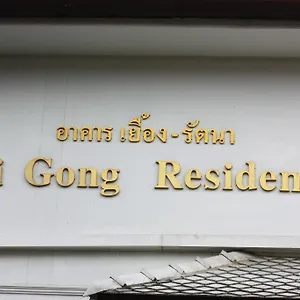 อาคาร เยื้อง - รัตนา
i Gong Residen